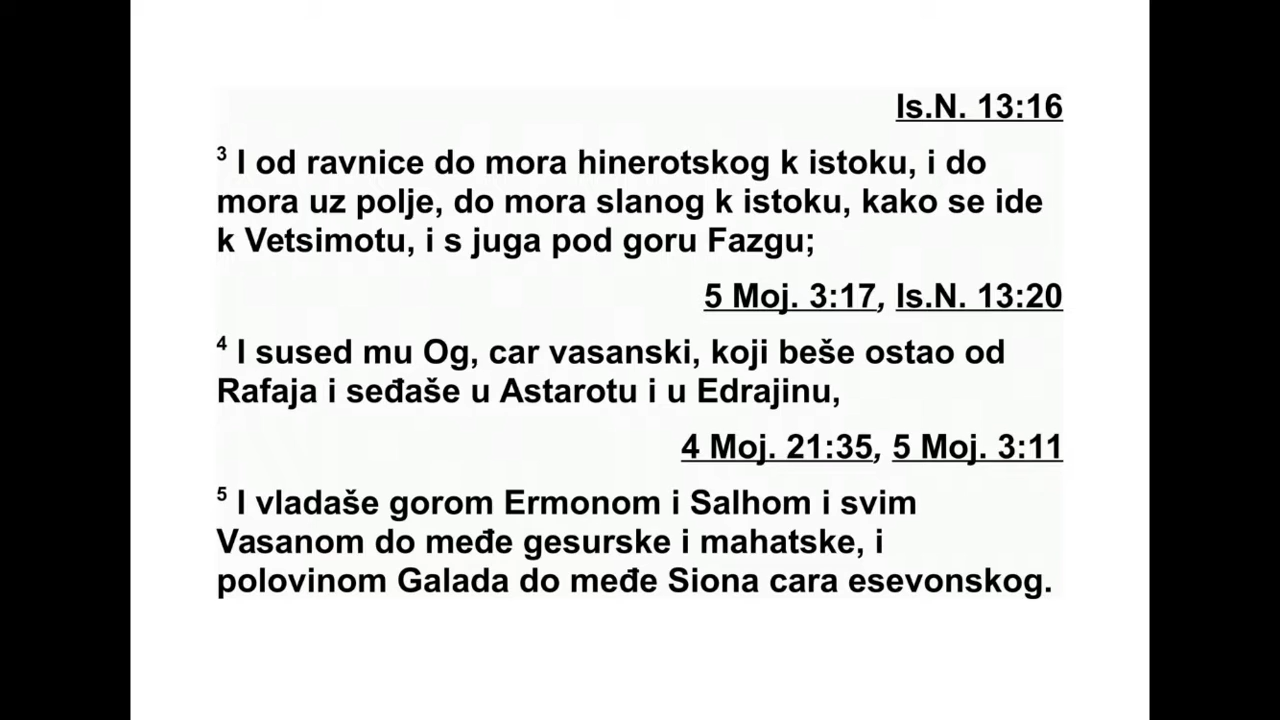 Is.N. 13:16
3 I od ravnice do mora hinerotskog k istoku, i do
mora uz polje, do mora slanog k istoku, kako se ide
k Vetsimotu, i s juga pod goru Fazgu;
5 Moj. 3:17, Is.N. 13:20
4 I sused mu Og, car vasanski, koji beše ostao od
Rafaja i seđaše u Astarotu i u Edrajinu,
4 Moj. 21:35, 5 Moj. 3:11
5 I vladaše gorom Ermonom i Salhom i svim
Vasanom do međe gesurske i mahatske, i
polovinom Galada do međe Siona cara esevonskog.